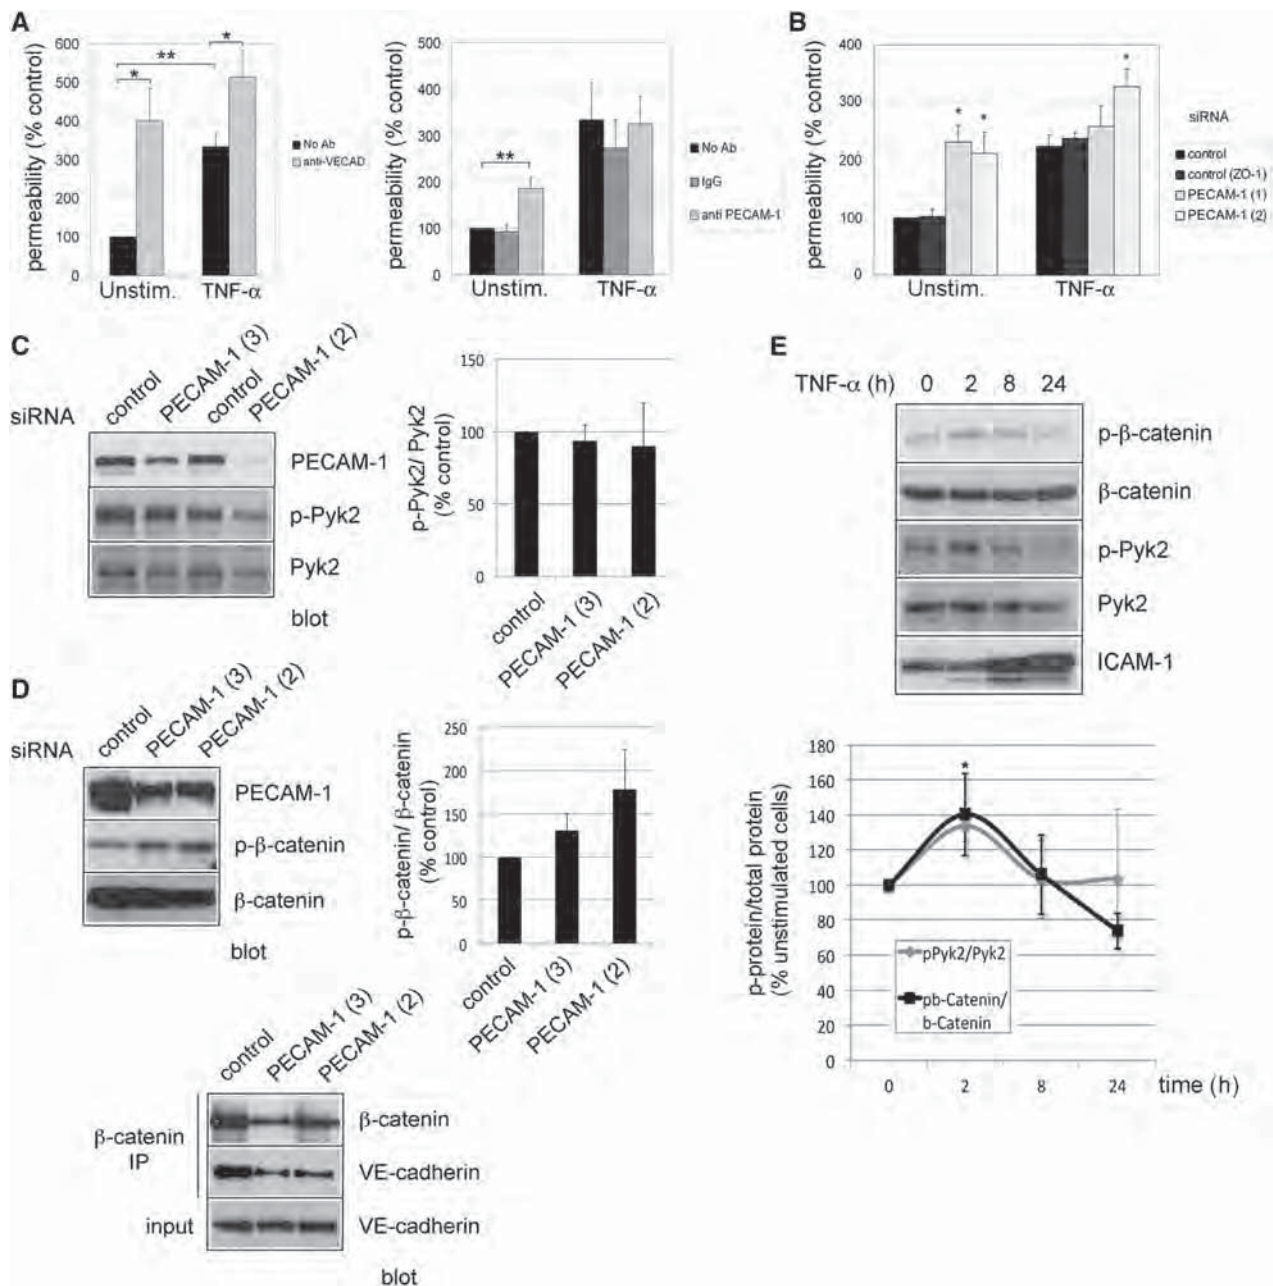 A
permeability (% control)
600
500
400
300
200
100
0
*
**
*
No Ab
anti-VECAD
Unstim.
TNF-α
permeability (% control)
500
400
300
200
100
0
**
No Ab
IgG
anti PECAM-1
Unstim.
TNF-α
B
permeability (% control)
400
300
200
100
0
*
*
*
siRNA
control
control (ZO-1)
PECAM-1 (1)
PECAM-1 (2)
Unstim.
TNF-α
C
siRNA
control
PECAM-1 (3)
control
PECAM-1 (2)
PECAM-1
p-Pyk2
Pyk2
blot
p-Pyk2/ Pyk2
(% control)
150
100
50
0
control
PECAM-1 (3)
PECAM-1 (2)
D
siRNA
control
PECAM-1 (3)
PECAM-1 (2)
PECAM-1
p-β-catenin
β-catenin
blot
p-β-catenin/ β-catenin
(% control)
250
200
150
100
50
0
control
PECAM-1 (3)
PECAM-1 (2)
control
PECAM-1 (3)
PECAM-1 (2)
β-catenin
IP
β-catenin
VE-cadherin
input
VE-cadherin
blot
E
TNF-α (h) 0 2 8 24
p-β-catenin
β-catenin
p-Pyk2
Pyk2
ICAM-1
p-protein/total protein
(% unstimulated cells)
180
160
140
120
100
80
60
40
20
0
*
pPyk2/Pyk2
pb-Catenin/
b-Catenin
0 2 8 24 time (h)